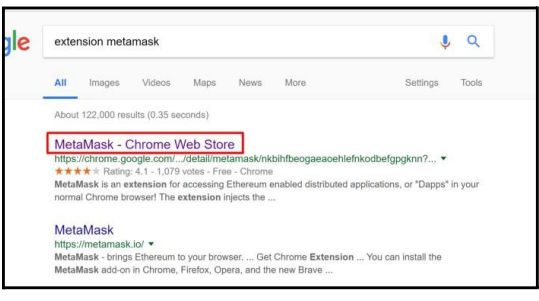 gle
extension metamask
All Images Videos Maps News More Settings Tools
About 122,000 results (0.35 seconds)
MetaMask - Chrome Web Store
https://chrome.google.com/.../detail/metamask/nkbihfbeogaeaoehlefnkodbefgpgknn?...
Rating: 4.1 - 1,079 votes - Free - Chrome
MetaMask is an extension for accessing Ethereum enabled distributed applications, or "Dapps" in your
normal Chrome browser! The extension injects the ...
MetaMask
https://metamask.io/
MetaMask - brings Ethereum to your browser. ... Get Chrome Extension ... You can install the
MetaMask add-on in Chrome, Firefox, Opera, and the new Brave ...